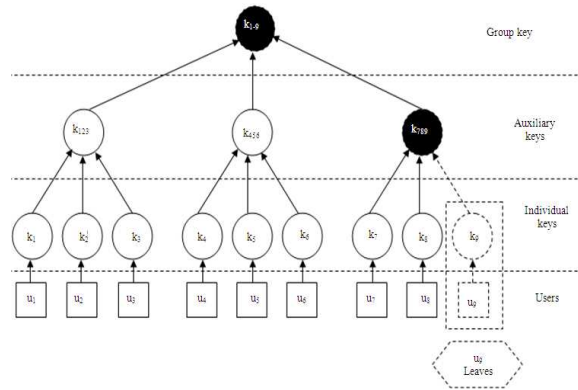 k1-9
Group key
k123
k456
k789
Auxiliary
keys
k1
k2
k3
k4
k5
k6
k7
k8
k9
Individual
keys
u1
u2
u3
u4
u5
u6
u7
u8
u9
Users
u9
Leaves